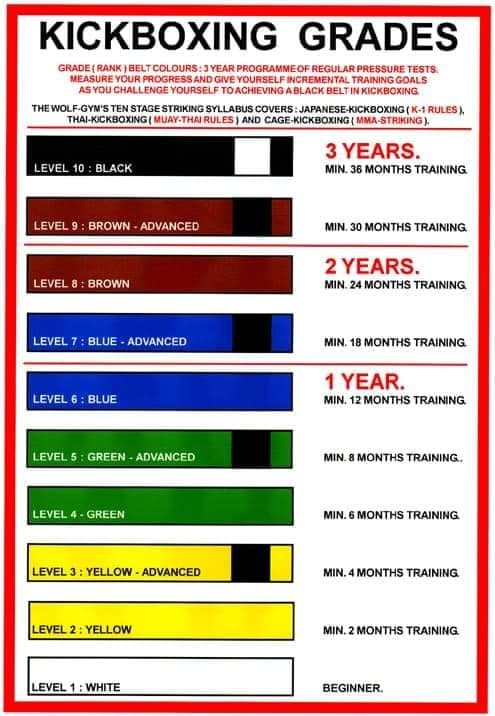 KICKBOXING GRADES
GRADE ( RANK ) BELT COLOURS : 3 YEAR PROGRAMME OF REGULAR PRESSURE TESTS.
MEASURE YOUR PROGRESS AND GIVE YOURSELF INCREMENTAL TRAINING GOALS
AS YOU CHALLENGE YOURSELF TO ACHIEVING A BLACK BELT IN KICKBOXING.
THE WOLF-GYM'S TEN STAGE STRIKING SYLLABUS COVERS : JAPANESE-KICKBOXING ( K-1 RULES ),
THAI-KICKBOXING ( MUAY-THAI RULES ) AND CAGE-KICKBOXING ( MMA-STRIKING ).
3 YEARS.
LEVEL 10 : BLACK MIN. 36 MONTHS TRAINING.
LEVEL 9 : BROWN - ADVANCED MIN. 30 MONTHS TRAINING.
2 YEARS.
LEVEL 8 : BROWN MIN. 24 MONTHS TRAINING.
LEVEL 7 : BLUE - ADVANCED MIN. 18 MONTHS TRAINING.
1 YEAR.
LEVEL 6 : BLUE MIN. 12 MONTHS TRAINING.
LEVEL 5 : GREEN - ADVANCED MIN. 8 MONTHS TRAINING..
LEVEL 4 - GREEN MIN. 6 MONTHS TRAINING.
LEVEL 3 : YELLOW - ADVANCED MIN. 4 MONTHS TRAINING.
LEVEL 2 : YELLOW MIN. 2 MONTHS TRAINING.
LEVEL 1 : WHITE BEGINNER.